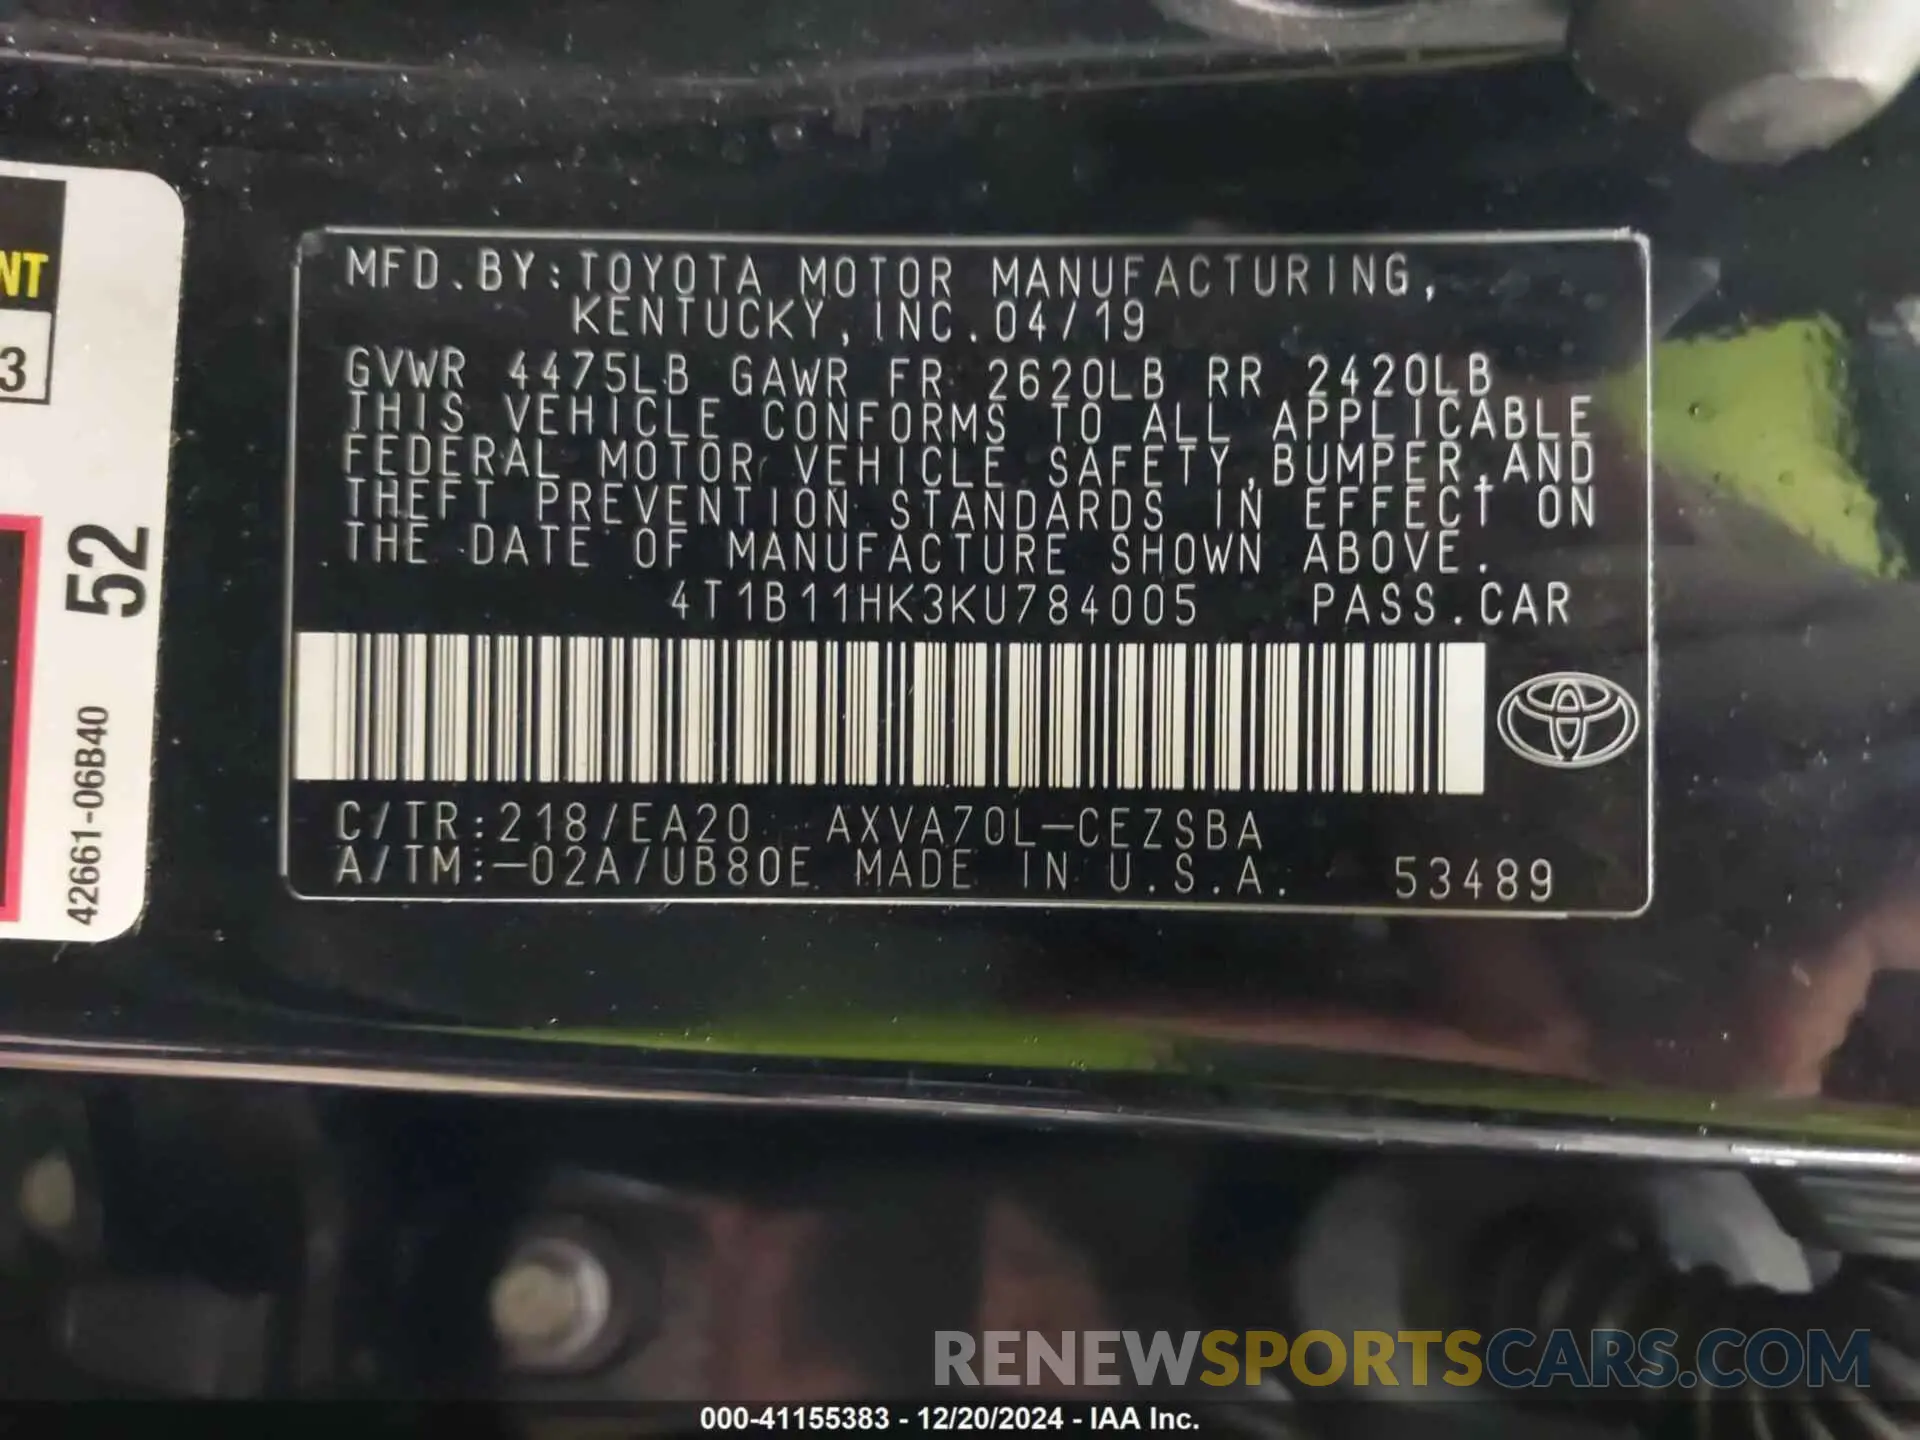 MFD.BY:TOYOTA MOTOR MANUFACTURING,
KENTUCKY,INC.04/19
GVWR 4475LB GAWR FR 2620LB RR 2420LB
THIS VEHICLE CONFORMS TO ALL APPLICABLE
FEDERAL MOTOR VEHICLE SAFETY,BUMPER,AND
THEFT PREVENTION STANDARDS IN EFFECT ON
THE DATE OF MANUFACTURE SHOWN ABOVE.
4T1B11HK3KU784005 PASS.CAR
C/TR:218/EA20 AXVA70L-CEZSBA
A/TM:-02A/UB80E MADE IN U.S.A. 53489
NT
3
52
42661-06B40
RENEWSPORTSCARS.COM
000-41155383 - 12/20/2024 - IAA Inc.